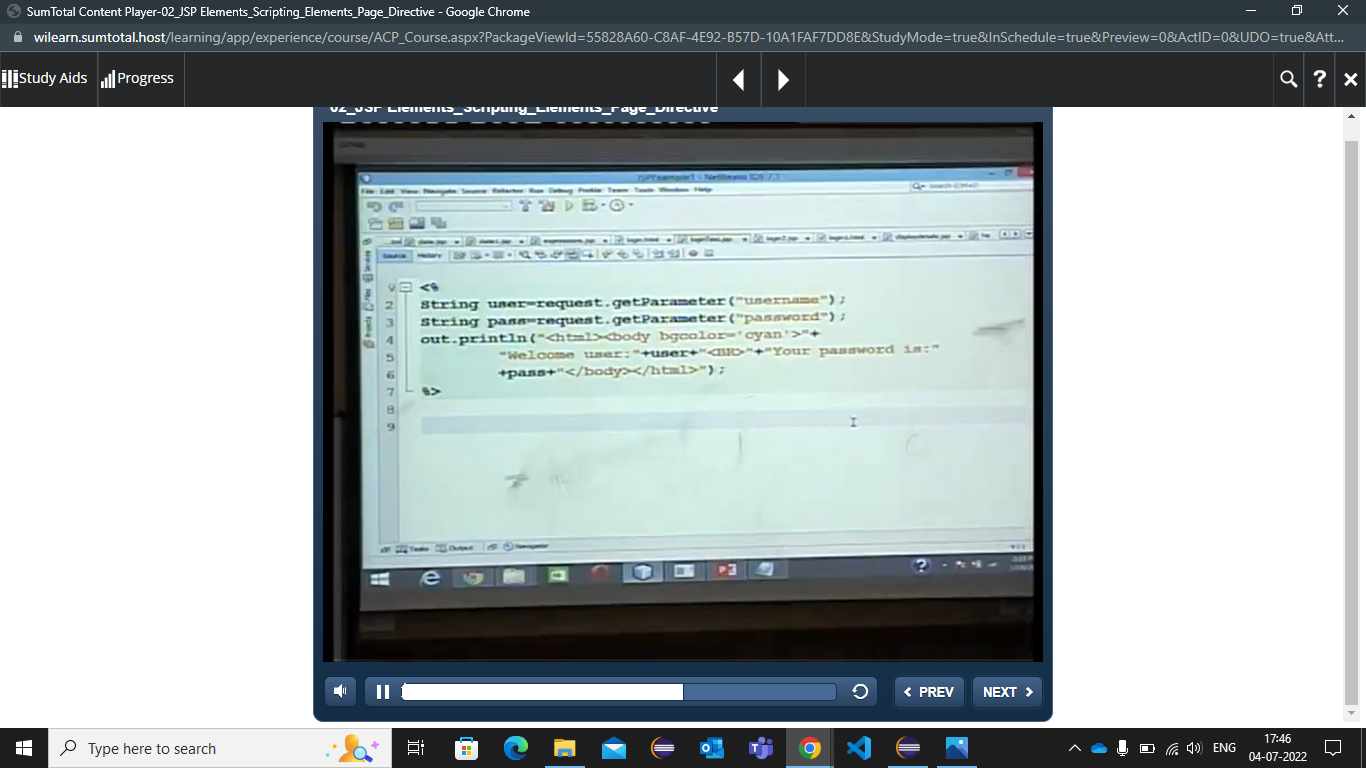 SumTotal Content Player-02_JSP Elements_Scripting_Elements_Page_Directive - Google Chrome
wilearn.sumtotal.host/learning/app/experience/course/ACP_Course.aspx?PackageViewId=55828A60-C8AF-4E92-B57D-10A1FAF7DD8E&StudyMode=true&InSchedule=true&Preview=0&ActID=0&UDO=true&Att...
Study Aids Progress
02_JSP Elements_Scripting_Elements_Page_Directive
JSPExample1 - NetBeans IDE 7.1
File Edit View Navigate Source Refactor Run Debug Profile Team Tools Window Help
Source History
<%
2 String user=request.getParameter("username");
3 String pass=request.getParameter("password");
4 out.println("<html><body bgcolor='cyan'>"+
5 "Welcome user:"+user+"<BR>"+"Your password is:"
6 +pass+"</body></html>");
7 %>
8
9
Tasks Output Navigator
PREV NEXT
Type here to search
ENG
17:46
04-07-2022